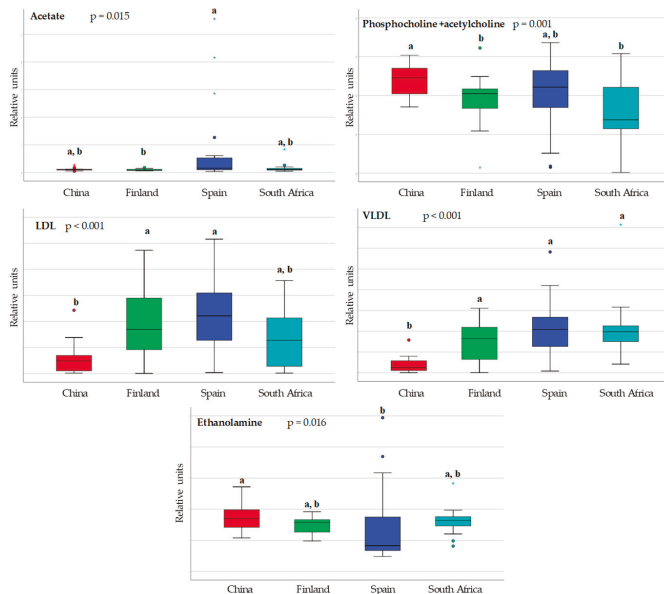 Acetate p = 0.015
a
a, b
b
a, b
Relative units
China Finland Spain South Africa
Phosphocholine +acetylcholine p = 0.001
a
b
a, b
b
Relative units
China Finland Spain South Africa
LDL p < 0.001
b
a
a
a, b
Relative units
China Finland Spain South Africa
VLDL p < 0.001
b
a
a
a
Relative units
China Finland Spain South Africa
Ethanolamine p = 0.016
a
a, b
b
a, b
Relative units
China Finland Spain South Africa